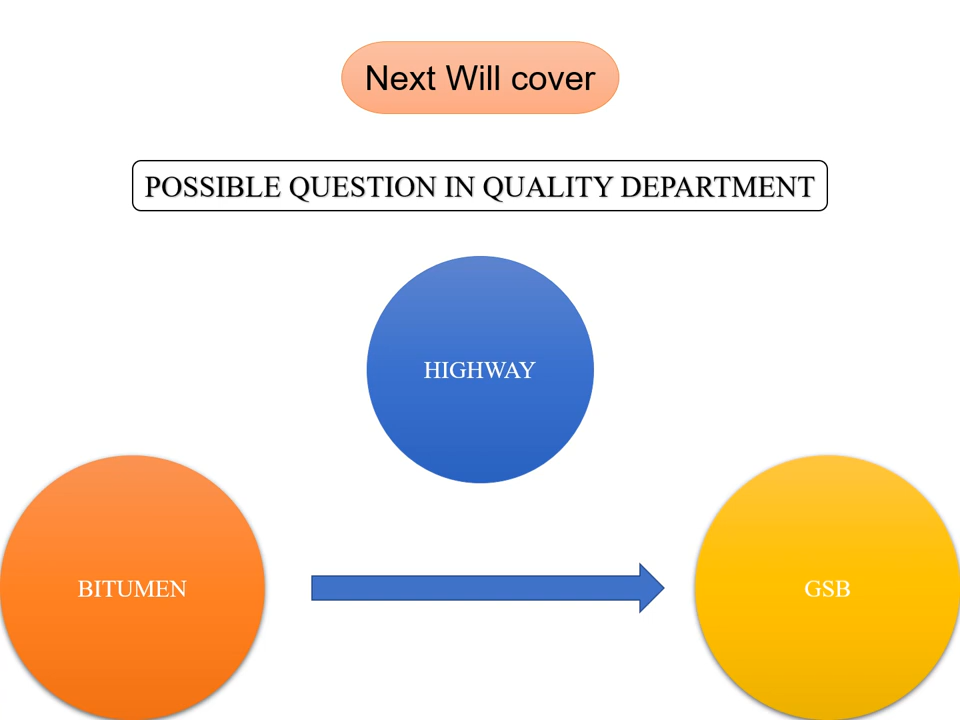 Next Will cover
POSSIBLE QUESTION IN QUALITY DEPARTMENT
HIGHWAY
BITUMEN
GSB